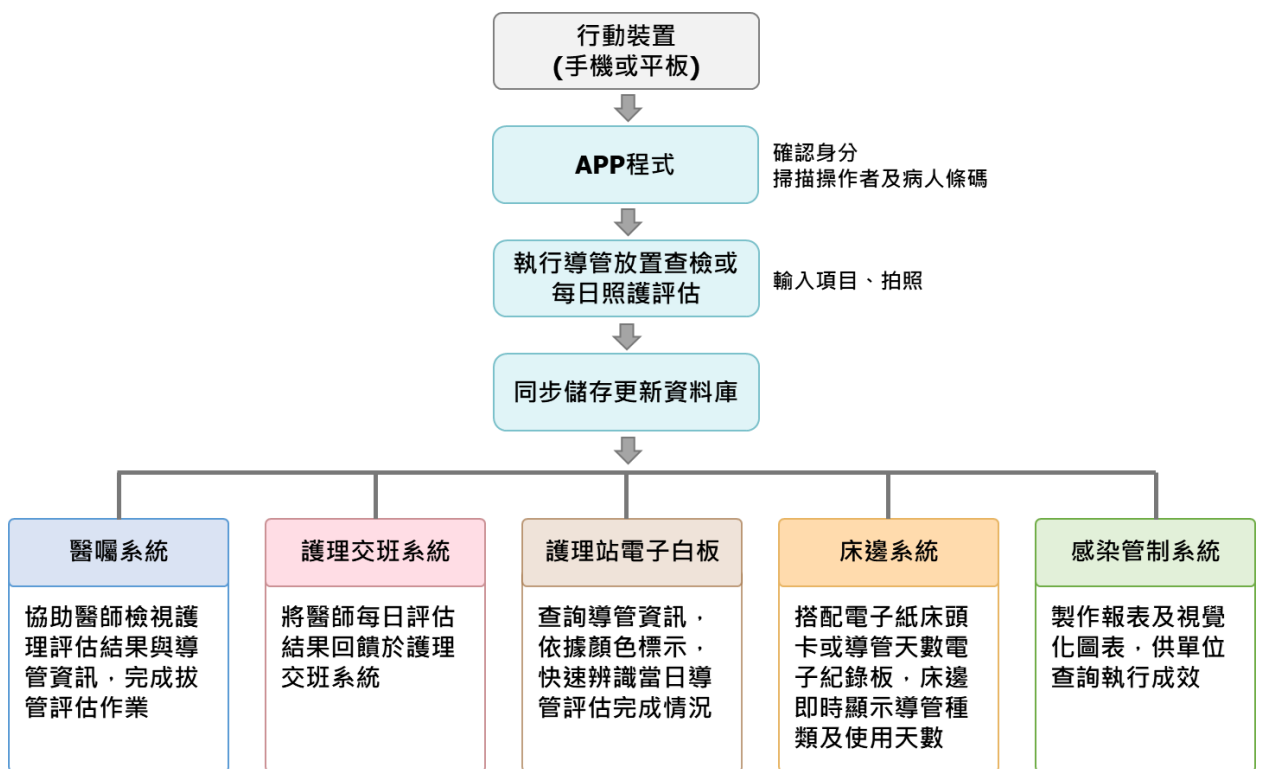 行動裝置
(手機或平板)
APP程式
確認身分
掃描操作者及病人條碼
執行導管放置查檢或
每日照護評估
輸入項目、拍照
同步儲存更新資料庫
醫囑系統
協助醫師檢視護
理評估結果與導
管資訊，完成拔
管評估作業
護理交班系統
將醫師每日評估
結果回饋於護理
交班系統
護理站電子白板
查詢導管資訊，
依據顏色標示，
快速辨識當日導
管評估完成情況
床邊系統
搭配電子紙床頭
卡或導管天數電
子紀錄板，床邊
即時顯示導管種
類及使用天數
感染管制系統
製作報表及視覺
化圖表，供單位
查詢執行成效